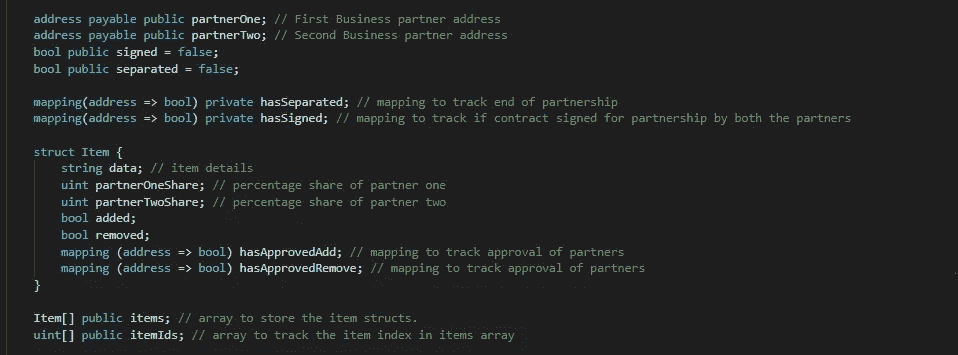 address payable public partnerOne; // First Business partner address
address payable public partnerTwo; // Second Business partner address
bool public signed = false;
bool public separated = false;
mapping(address => bool) private hasSeparated; // mapping to track end of partnership
mapping(address => bool) private hasSigned; // mapping to track if contract signed for partnership by both the partners
struct Item {
string data; // item details
uint partnerOneShare; // percentage share of partner one
uint partnerTwoShare; // percentage share of partner two
bool added;
bool removed;
mapping (address => bool) hasApprovedAdd; // mapping to track approval of partners
mapping (address => bool) hasApprovedRemove; // mapping to track approval of partners
}
Item[] public items; // array to store the item structs.
uint[] public itemIds; // array to track the item index in items array